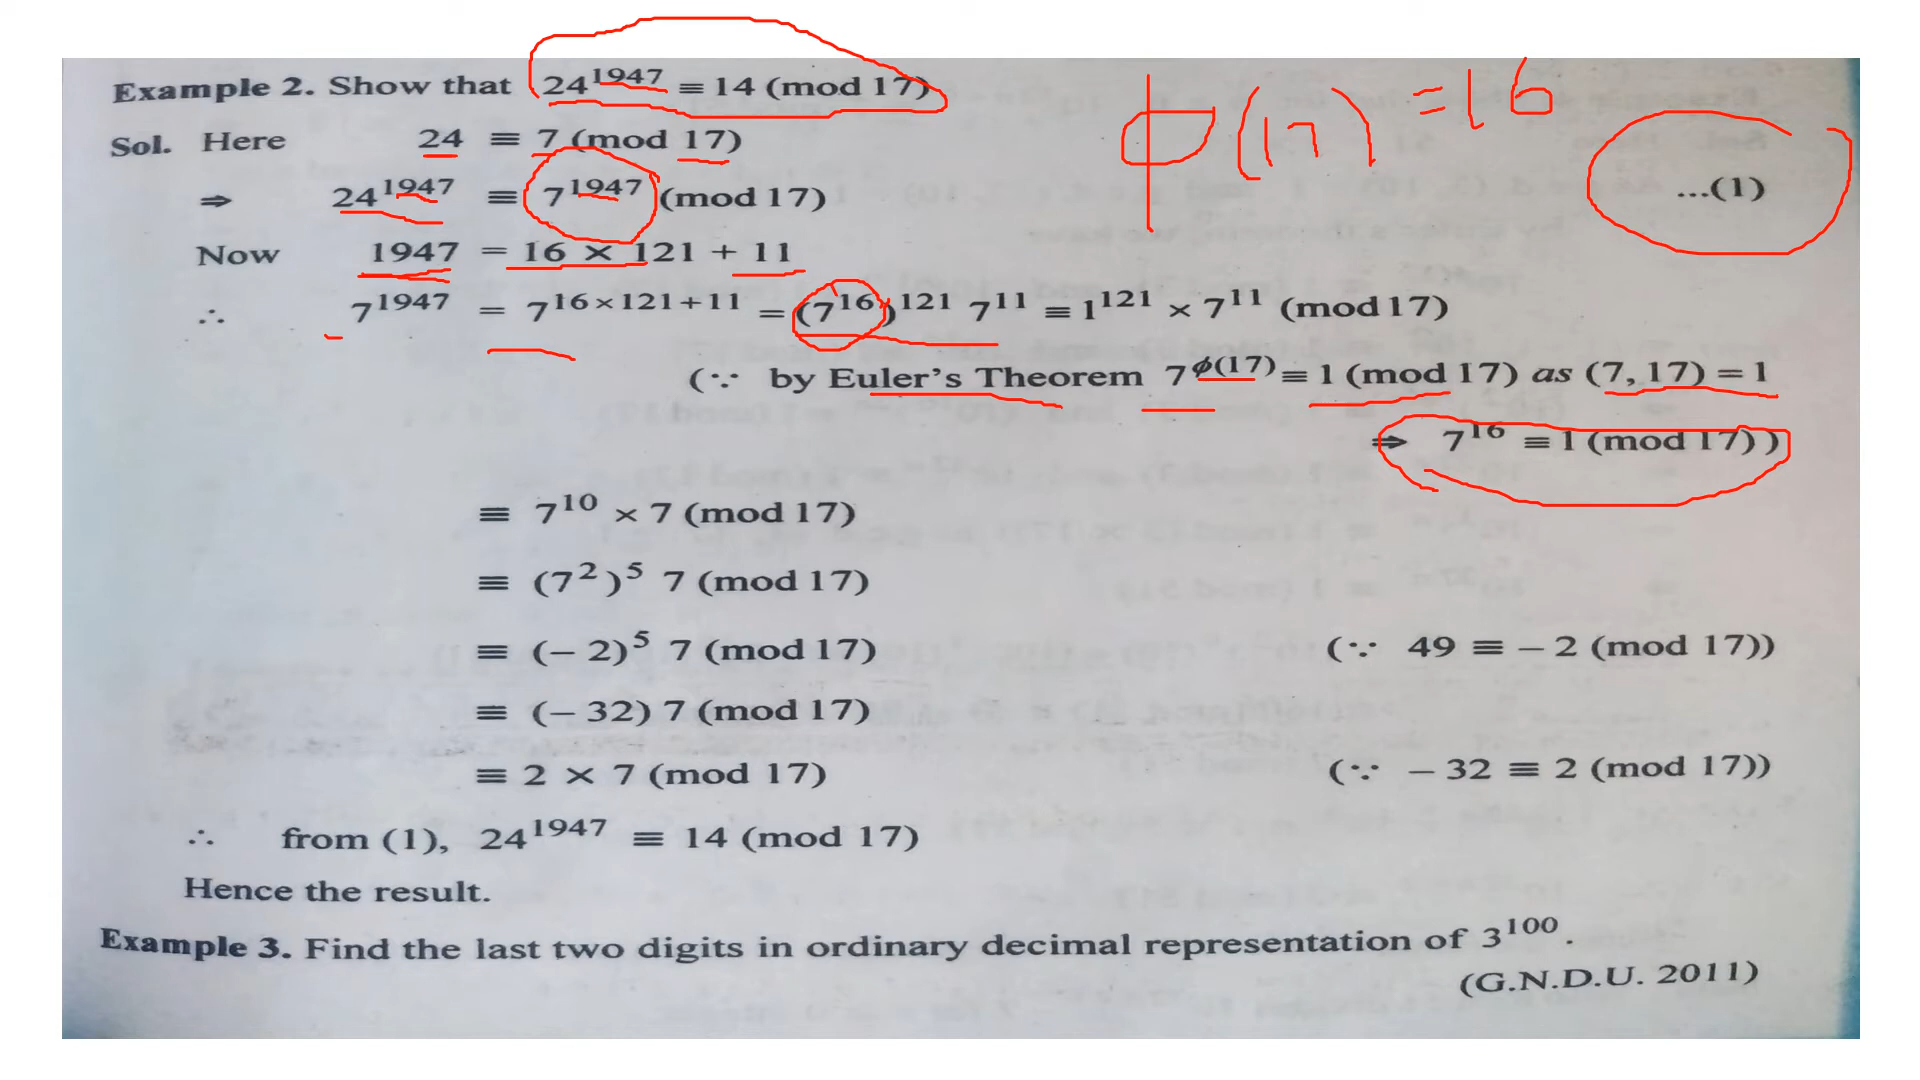 Example 2. Show that 24^1947 ≡ 14 (mod 17)
ϕ(17) = 16
Sol. Here 24 ≡ 7 (mod 17)
⇒ 24^1947 ≡ 7^1947 (mod 17) ...(1)
Now 1947 = 16 × 121 + 11
∴ 7^1947 = 7^(16×121+11) = (7^16)^121 7^11 ≡ 1^121 × 7^11 (mod 17)
(∵ by Euler's Theorem 7^ϕ(17) ≡ 1 (mod 17) as (7, 17) = 1
⇒ 7^16 ≡ 1 (mod 17) )
≡ 7^10 × 7 (mod 17)
≡ (7^2)^5 7 (mod 17)
≡ (– 2)^5 7 (mod 17) (∵ 49 ≡ – 2 (mod 17))
≡ (– 32) 7 (mod 17)
≡ 2 × 7 (mod 17) (∵ – 32 ≡ 2 (mod 17))
∴ from (1), 24^1947 ≡ 14 (mod 17)
Hence the result.
Example 3. Find the last two digits in ordinary decimal representation of 3^100.
(G.N.D.U. 2011)